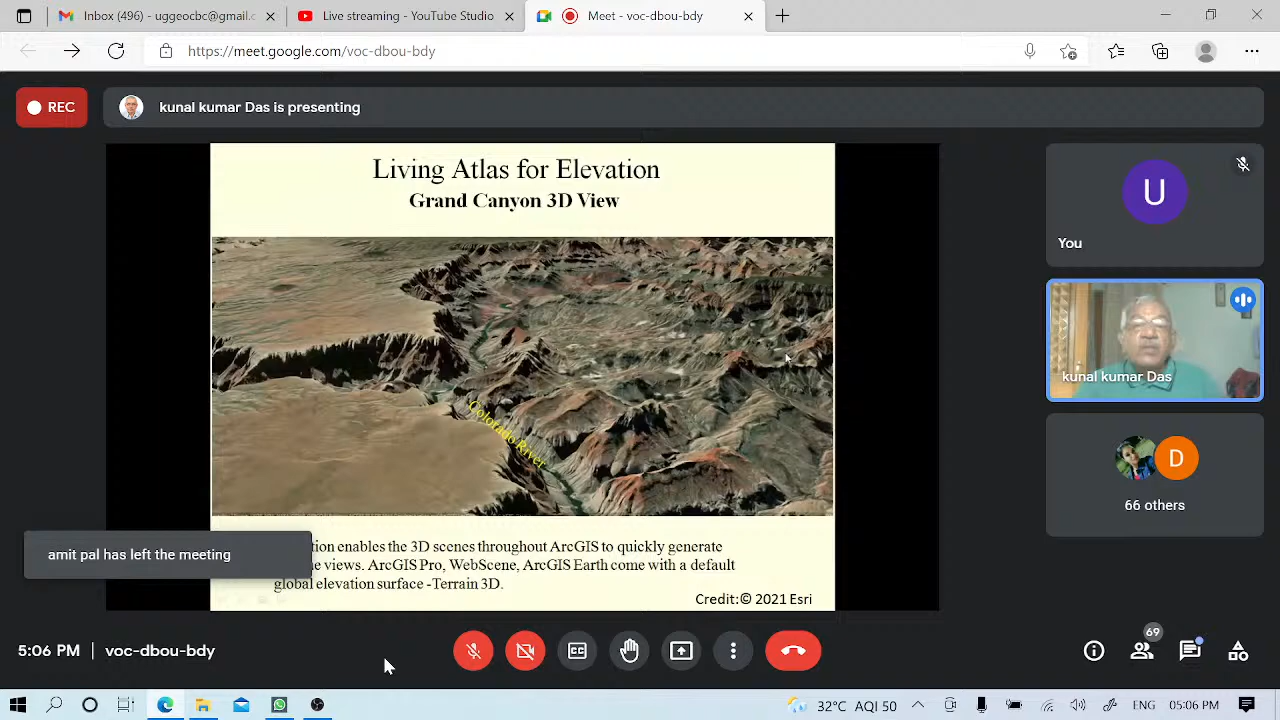 Inbox (496) - uggeocbc@gmail.c
Live streaming - YouTube Studio
Meet - voc-dbou-bdy
https://meet.google.com/voc-dbou-bdy
REC
kunal kumar Das is presenting
Living Atlas for Elevation
Grand Canyon 3D View
U
You
kunal kumar Das
Colorado River
D
66 others
amit pal has left the meeting
tion enables the 3D scenes throughout ArcGIS to quickly generate
e views. ArcGIS Pro, WebScene, ArcGIS Earth come with a default
global elevation surface -Terrain 3D.
Credit:© 2021 Esri
5:06 PM | voc-dbou-bdy
69
32°C AQI 50
ENG
05:06 PM